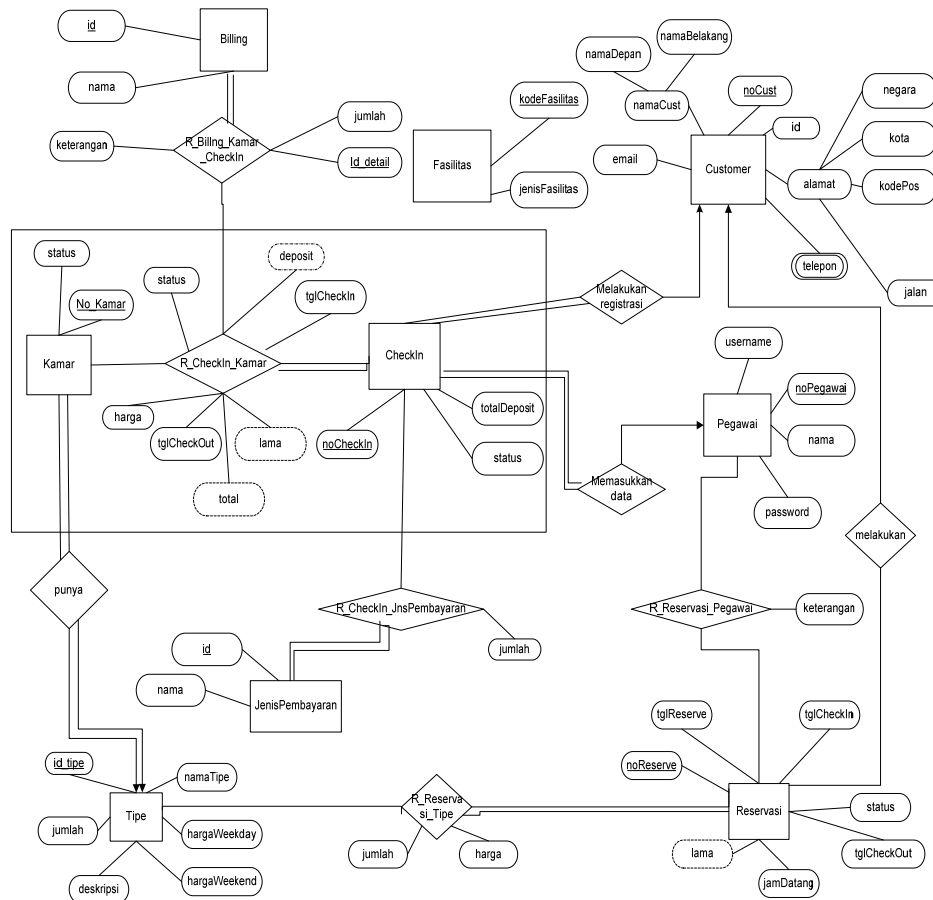 id
Billing
nama
keterangan
R_Billng_Kamar
_CheckIn
jumlah
Id_detail
kodeFasilitas
Fasilitas
jenisFasilitas
namaBelakang
namaDepan
namaCust
noCust
id
email
Customer
alamat
negara
kota
kodePos
telepon
jalan
status
No_Kamar
Kamar
status
deposit
tglCheckIn
R_CheckIn_Kamar
harga
tglCheckOut
lama
total
CheckIn
noCheckIn
totalDeposit
status
Melakukan
registrasi
Memasukkan
data
username
noPegawai
Pegawai
nama
password
melakukan
punya
R_CheckIn_JnsPembayaran
jumlah
id
nama
JenisPembayaran
R_Reservasi_Pegawai
keterangan
id_tipe
namaTipe
Tipe
jumlah
hargaWeekday
deskripsi
hargaWeekend
R_Reserva
si_Tipe
jumlah
harga
tglReserve
tglCheckIn
noReserve
Reservasi
status
lama
tglCheckOut
jamDatang